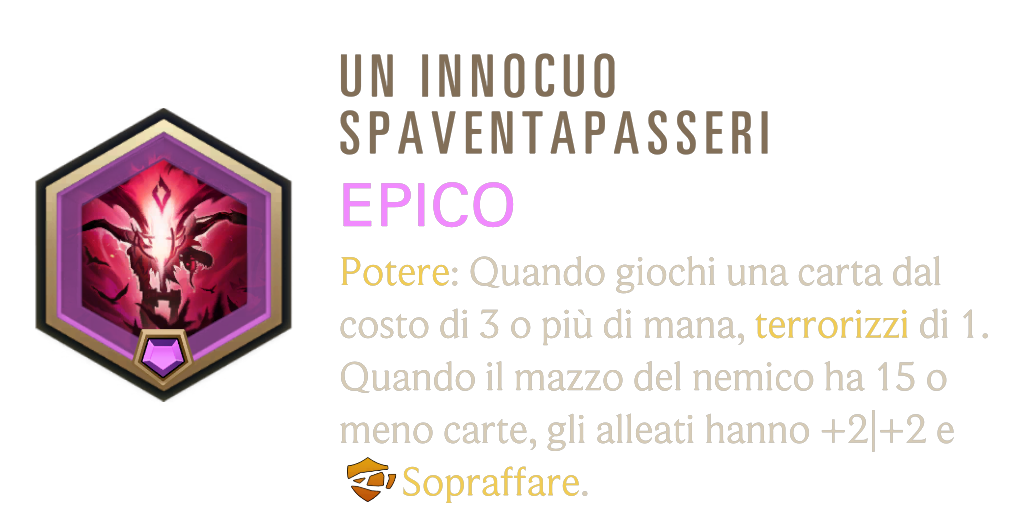 UN INNOCUO
SPAVENTAPASSERI
EPICO
Potere: Quando giochi una carta dal
costo di 3 o più di mana, terrorizzi di 1.
Quando il mazzo del nemico ha 15 o
meno carte, gli alleati hanno +2|+2 e
Sopraffare.